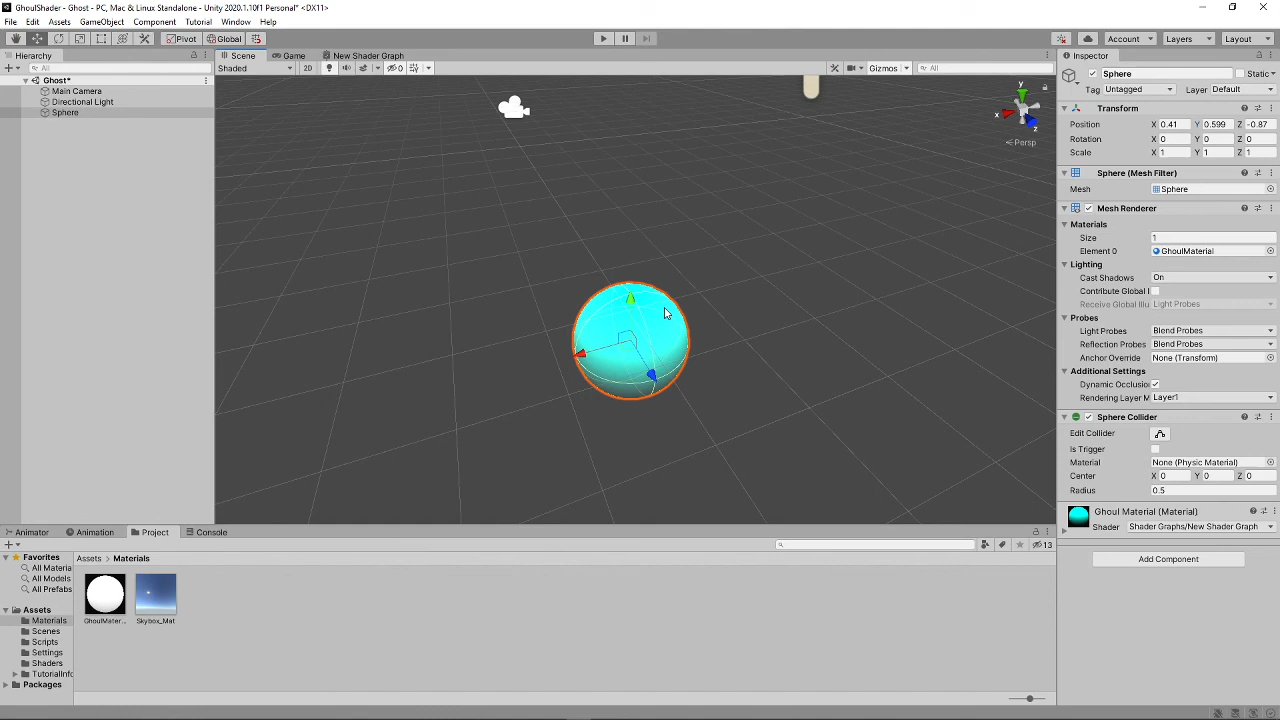 GhoulShader - Ghost - PC, Mac & Linux Standalone - Unity 2020.1.10f1 Personal* <DX11>
File Edit Assets GameObject Component Tutorial Window Help
Pivot Global Account Layers Layout
Hierarchy
All
Ghost*
Main Camera
Directional Light
Sphere
Scene Game New Shader Graph
Shaded 2D 0 Gizmos All
y
x
z
Persp
Inspector
Sphere Static
Tag Untagged Layer Default
Transform
Position X 0.41 Y 0.599 Z -0.87
Rotation X 0 Y 0 Z 0
Scale X 1 Y 1 Z 1
Sphere (Mesh Filter)
Mesh Sphere
Mesh Renderer
Materials
Size 1
Element 0 GhoulMaterial
Lighting
Cast Shadows On
Contribute Global I
Receive Global Illu Light Probes
Probes
Light Probes Blend Probes
Reflection Probes Blend Probes
Anchor Override None (Transform)
Additional Settings
Dynamic Occlusio
Rendering Layer M Layer1
Sphere Collider
Edit Collider
Is Trigger
Material None (Physic Material)
Center X 0 Y 0 Z 0
Radius 0.5
Ghoul Material (Material)
Shader Shader Graphs/New Shader Graph
Add Component
Animator Animation Project Console
13
Favorites
All Materia
All Models
All Prefabs
Assets
Materials
Scenes
Scripts
Settings
Shaders
TutorialInfo
Packages
Assets Materials
GhoulMater... Skybox_Mat